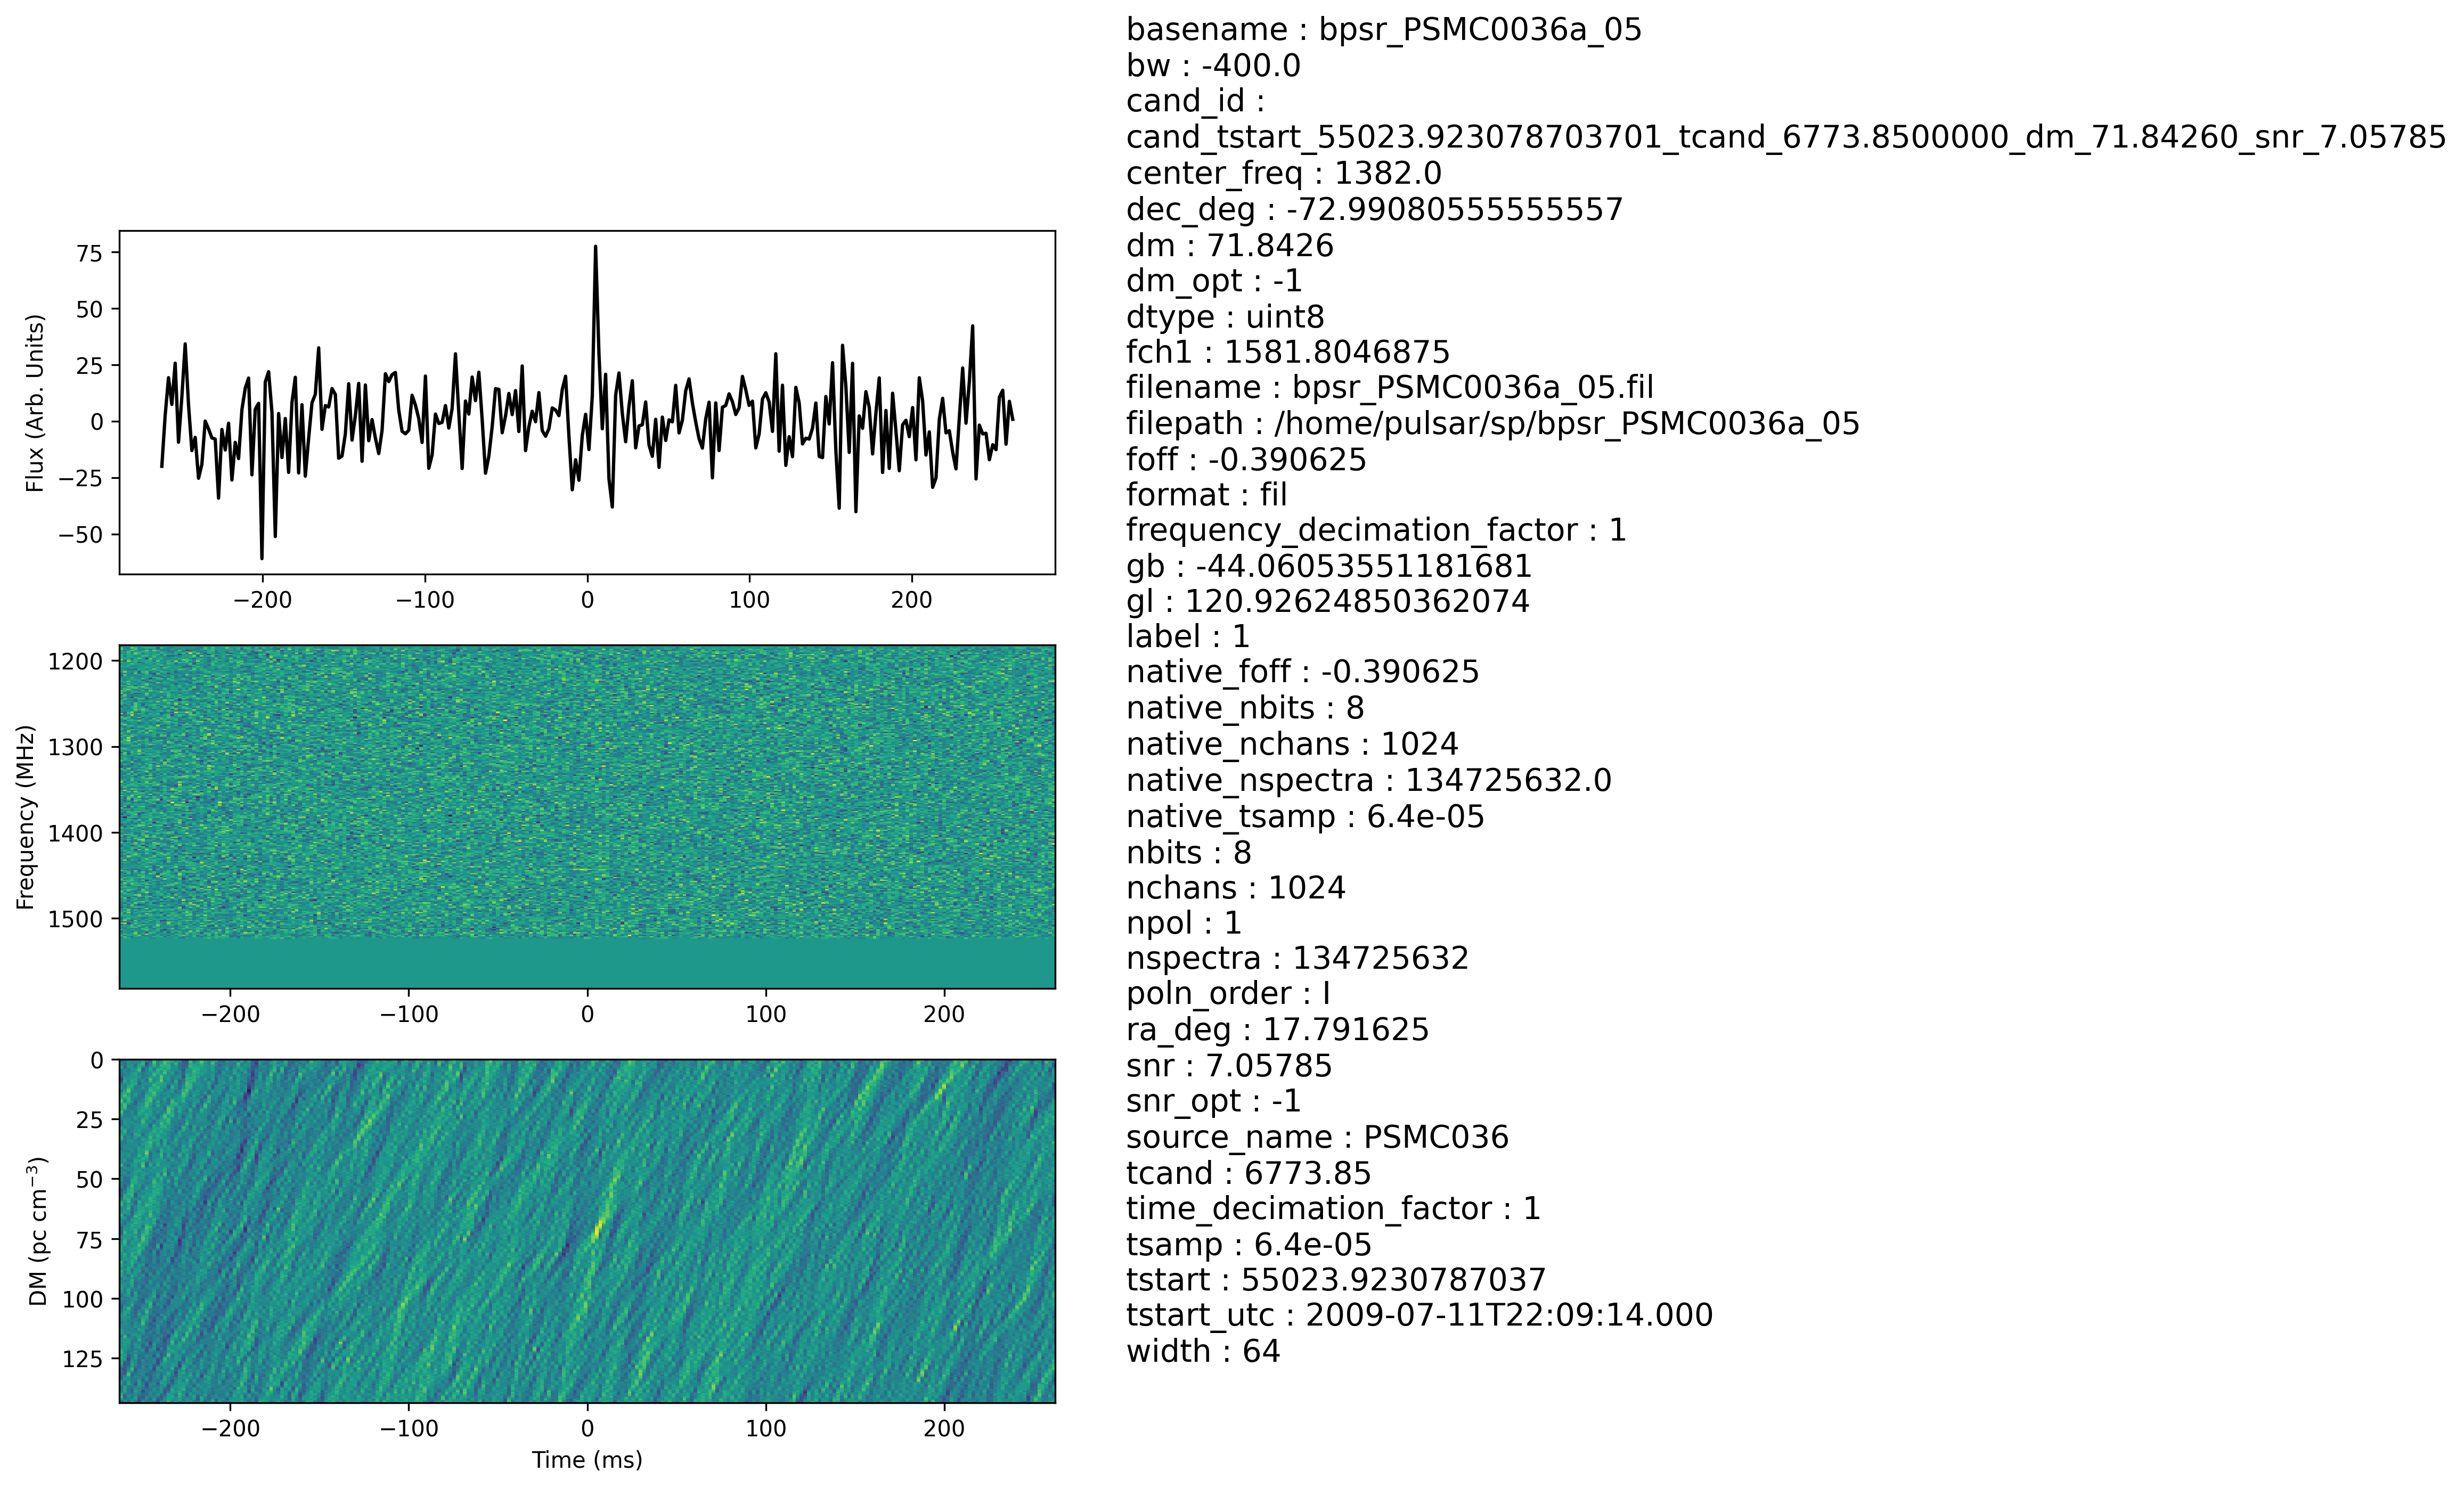 basename : bpsr_PSMC0036a_05
bw : -400.0
cand_id :
cand_tstart_55023.923078703701_tcand_6773.8500000_dm_71.84260_snr_7.05785
center_freq : 1382.0
dec_deg : -72.99080555555557
dm : 71.8426
dm_opt : -1
dtype : uint8
fch1 : 1581.8046875
filename : bpsr_PSMC0036a_05.fil
filepath : /home/pulsar/sp/bpsr_PSMC0036a_05
foff : -0.390625
format : fil
frequency_decimation_factor : 1
gb : -44.06053551181681
gl : 120.92624850362074
label : 1
native_foff : -0.390625
native_nbits : 8
native_nchans : 1024
native_nspectra : 134725632.0
native_tsamp : 6.4e-05
nbits : 8
nchans : 1024
npol : 1
nspectra : 134725632
poln_order : I
ra_deg : 17.791625
snr : 7.05785
snr_opt : -1
source_name : PSMC036
tcand : 6773.85
time_decimation_factor : 1
tsamp : 6.4e-05
tstart : 55023.9230787037
tstart_utc : 2009-07-11T22:09:14.000
width : 64
Flux (Arb. Units)
75
50
25
0
−25
−50
−200 −100 0 100 200
Frequency (MHz)
1200
1300
1400
1500
−200 −100 0 100 200
DM (pc cm⁻³)
0
25
50
75
100
125
−200 −100 0 100 200
Time (ms)